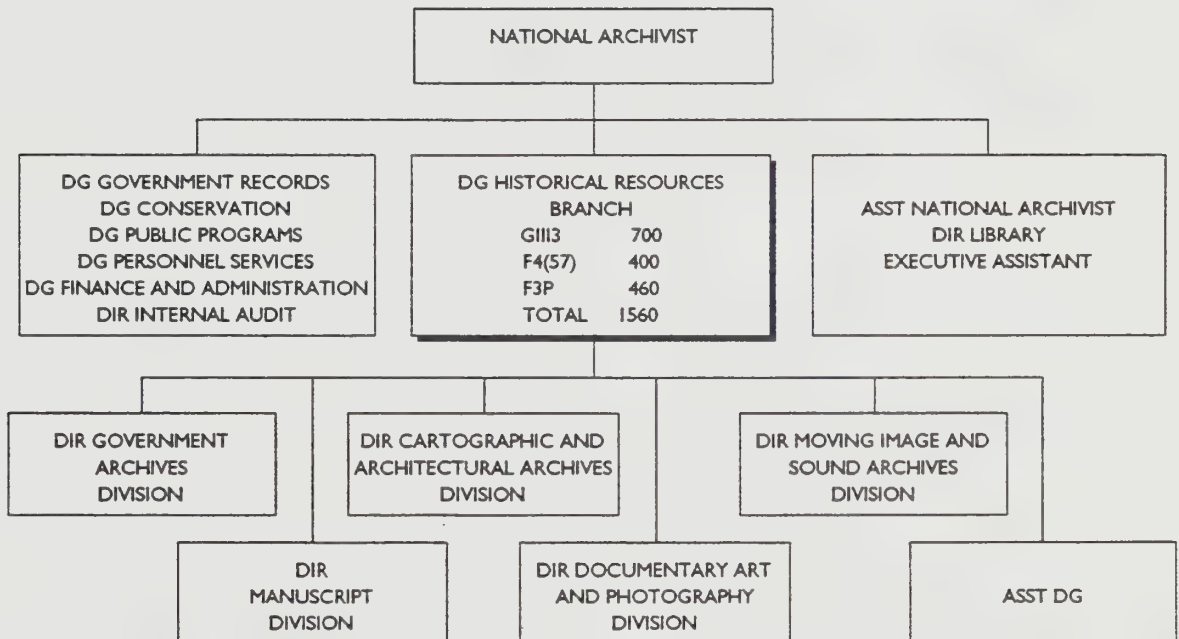 NATIONAL ARCHIVIST
DG GOVERNMENT RECORDS
DG CONSERVATION
DG PUBLIC PROGRAMS
DG PERSONNEL SERVICES
DG FINANCE AND ADMINISTRATION
DIR INTERNAL AUDIT
DG HISTORICAL RESOURCES
BRANCH
GIII3 700
F4(57) 400
F3P 460
TOTAL 1560
ASST NATIONAL ARCHIVIST
DIR LIBRARY
EXECUTIVE ASSISTANT
DIR GOVERNMENT
ARCHIVES
DIVISION
DIR CARTOGRAPHIC AND
ARCHITECTURAL ARCHIVES
DIVISION
DIR MOVING IMAGE AND
SOUND ARCHIVES
DIVISION
DIR
MANUSCRIPT
DIVISION
DIR DOCUMENTARY ART
AND PHOTOGRAPHY
DIVISION
ASST DG